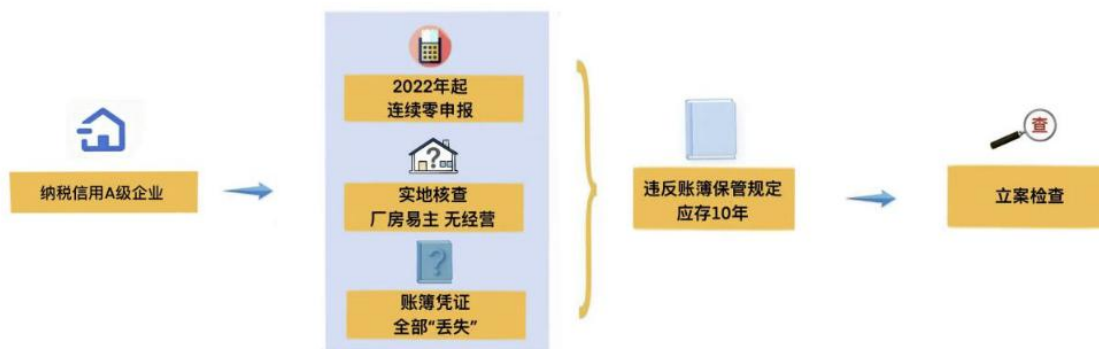 纳税信用A级企业
2022年起
连续零申报
实地核查
厂房易主 无经营
账簿凭证
全部“丢失”
违反账簿保管规定
应存10年
查
立案检查